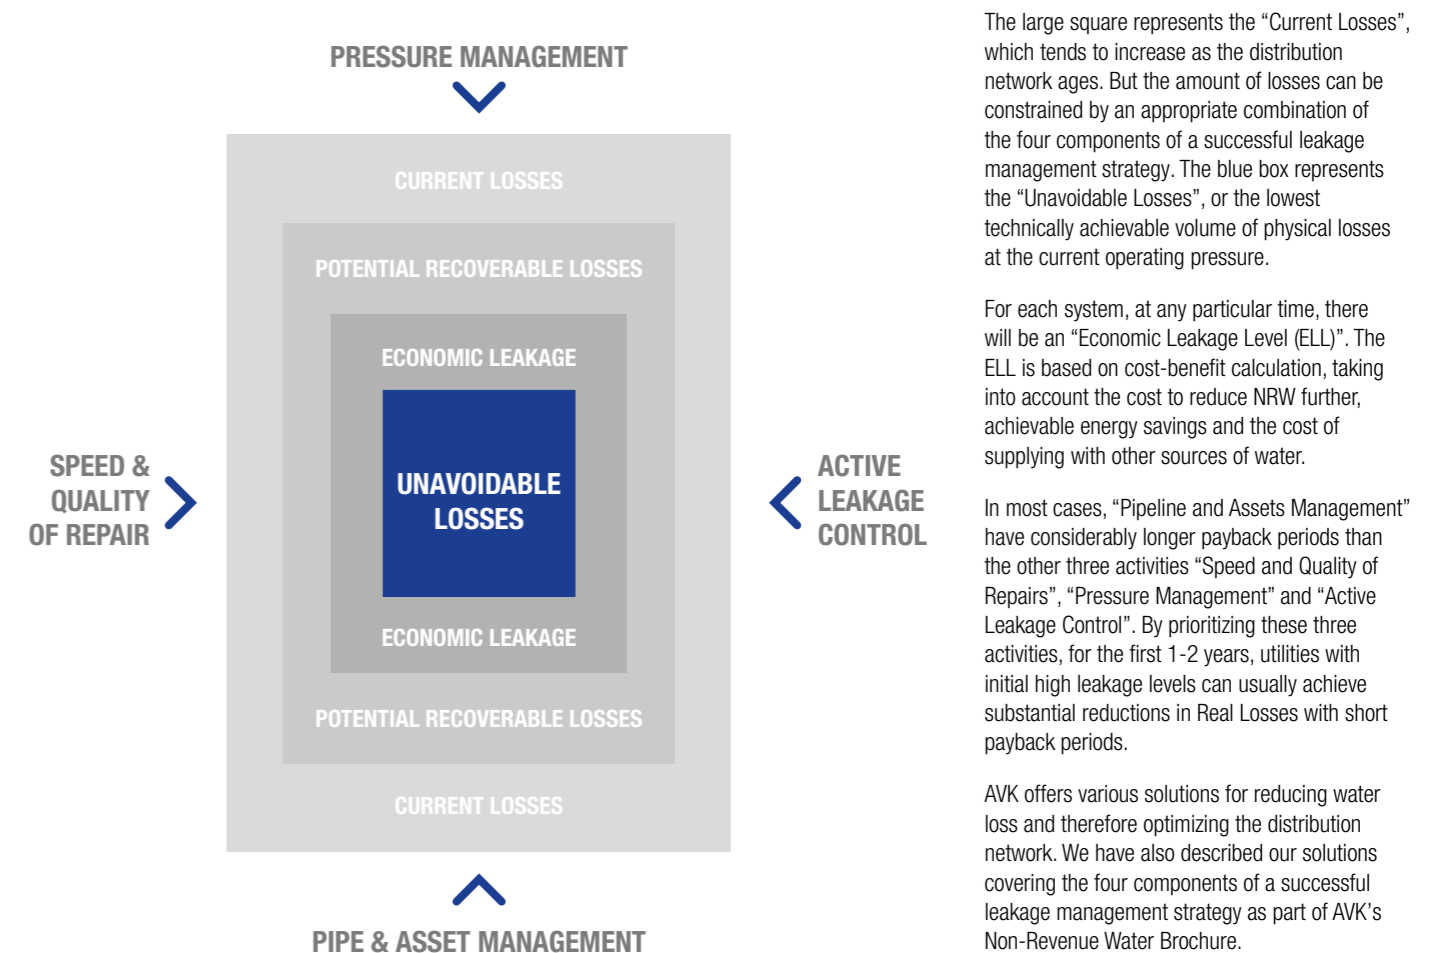 PRESSURE MANAGEMENT
CURRENT LOSSES
POTENTIAL RECOVERABLE LOSSES
ECONOMIC LEAKAGE
SPEED &
QUALITY
OF REPAIR
UNAVOIDABLE
LOSSES
ACTIVE
LEAKAGE
CONTROL
ECONOMIC LEAKAGE
POTENTIAL RECOVERABLE LOSSES
CURRENT LOSSES
PIPE & ASSET MANAGEMENT
The large square represents the “Current Losses”,
which tends to increase as the distribution
network ages. But the amount of losses can be
constrained by an appropriate combination of
the four components of a successful leakage
management strategy. The blue box represents
the “Unavoidable Losses”, or the lowest
technically achievable volume of physical losses
at the current operating pressure.
For each system, at any particular time, there
will be an “Economic Leakage Level (ELL)”. The
ELL is based on cost-benefit calculation, taking
into account the cost to reduce NRW further,
achievable energy savings and the cost of
supplying with other sources of water.
In most cases, “Pipeline and Assets Management”
have considerably longer payback periods than
the other three activities “Speed and Quality of
Repairs”, “Pressure Management” and “Active
Leakage Control”. By prioritizing these three
activities, for the first 1-2 years, utilities with
initial high leakage levels can usually achieve
substantial reductions in Real Losses with short
payback periods.
AVK offers various solutions for reducing water
loss and therefore optimizing the distribution
network. We have also described our solutions
covering the four components of a successful
leakage management strategy as part of AVK’s
Non-Revenue Water Brochure.